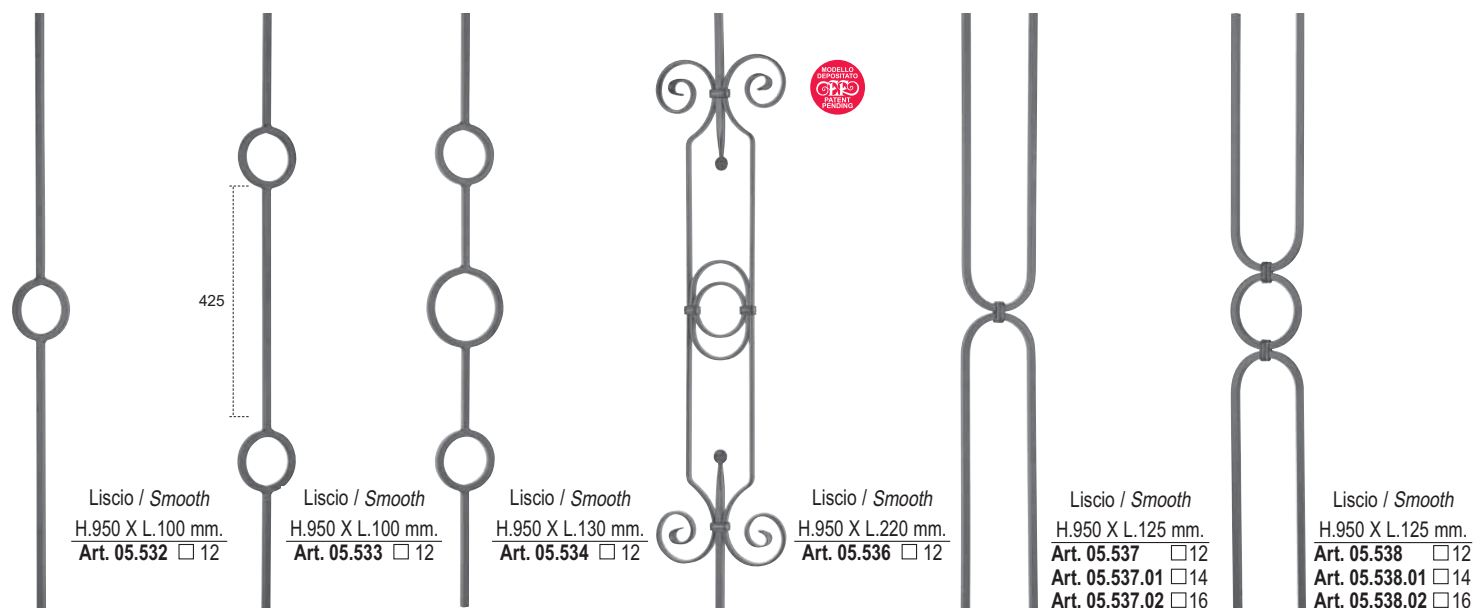 MODELLO
DEPOSITATO
PATENT
PENDING
425
Liscio / Smooth
H.950 X L.100 mm.
Art. 05.532 □ 12
Liscio / Smooth
H.950 X L.100 mm.
Art. 05.533 □ 12
Liscio / Smooth
H.950 X L.130 mm.
Art. 05.534 □ 12
Liscio / Smooth
H.950 X L.220 mm.
Art. 05.536 □ 12
Liscio / Smooth
H.950 X L.125 mm.
Art. 05.537 □12
Art. 05.537.01 □14
Art. 05.537.02 □16
Liscio / Smooth
H.950 X L.125 mm.
Art. 05.538 □12
Art. 05.538.01 □14
Art. 05.538.02 □16